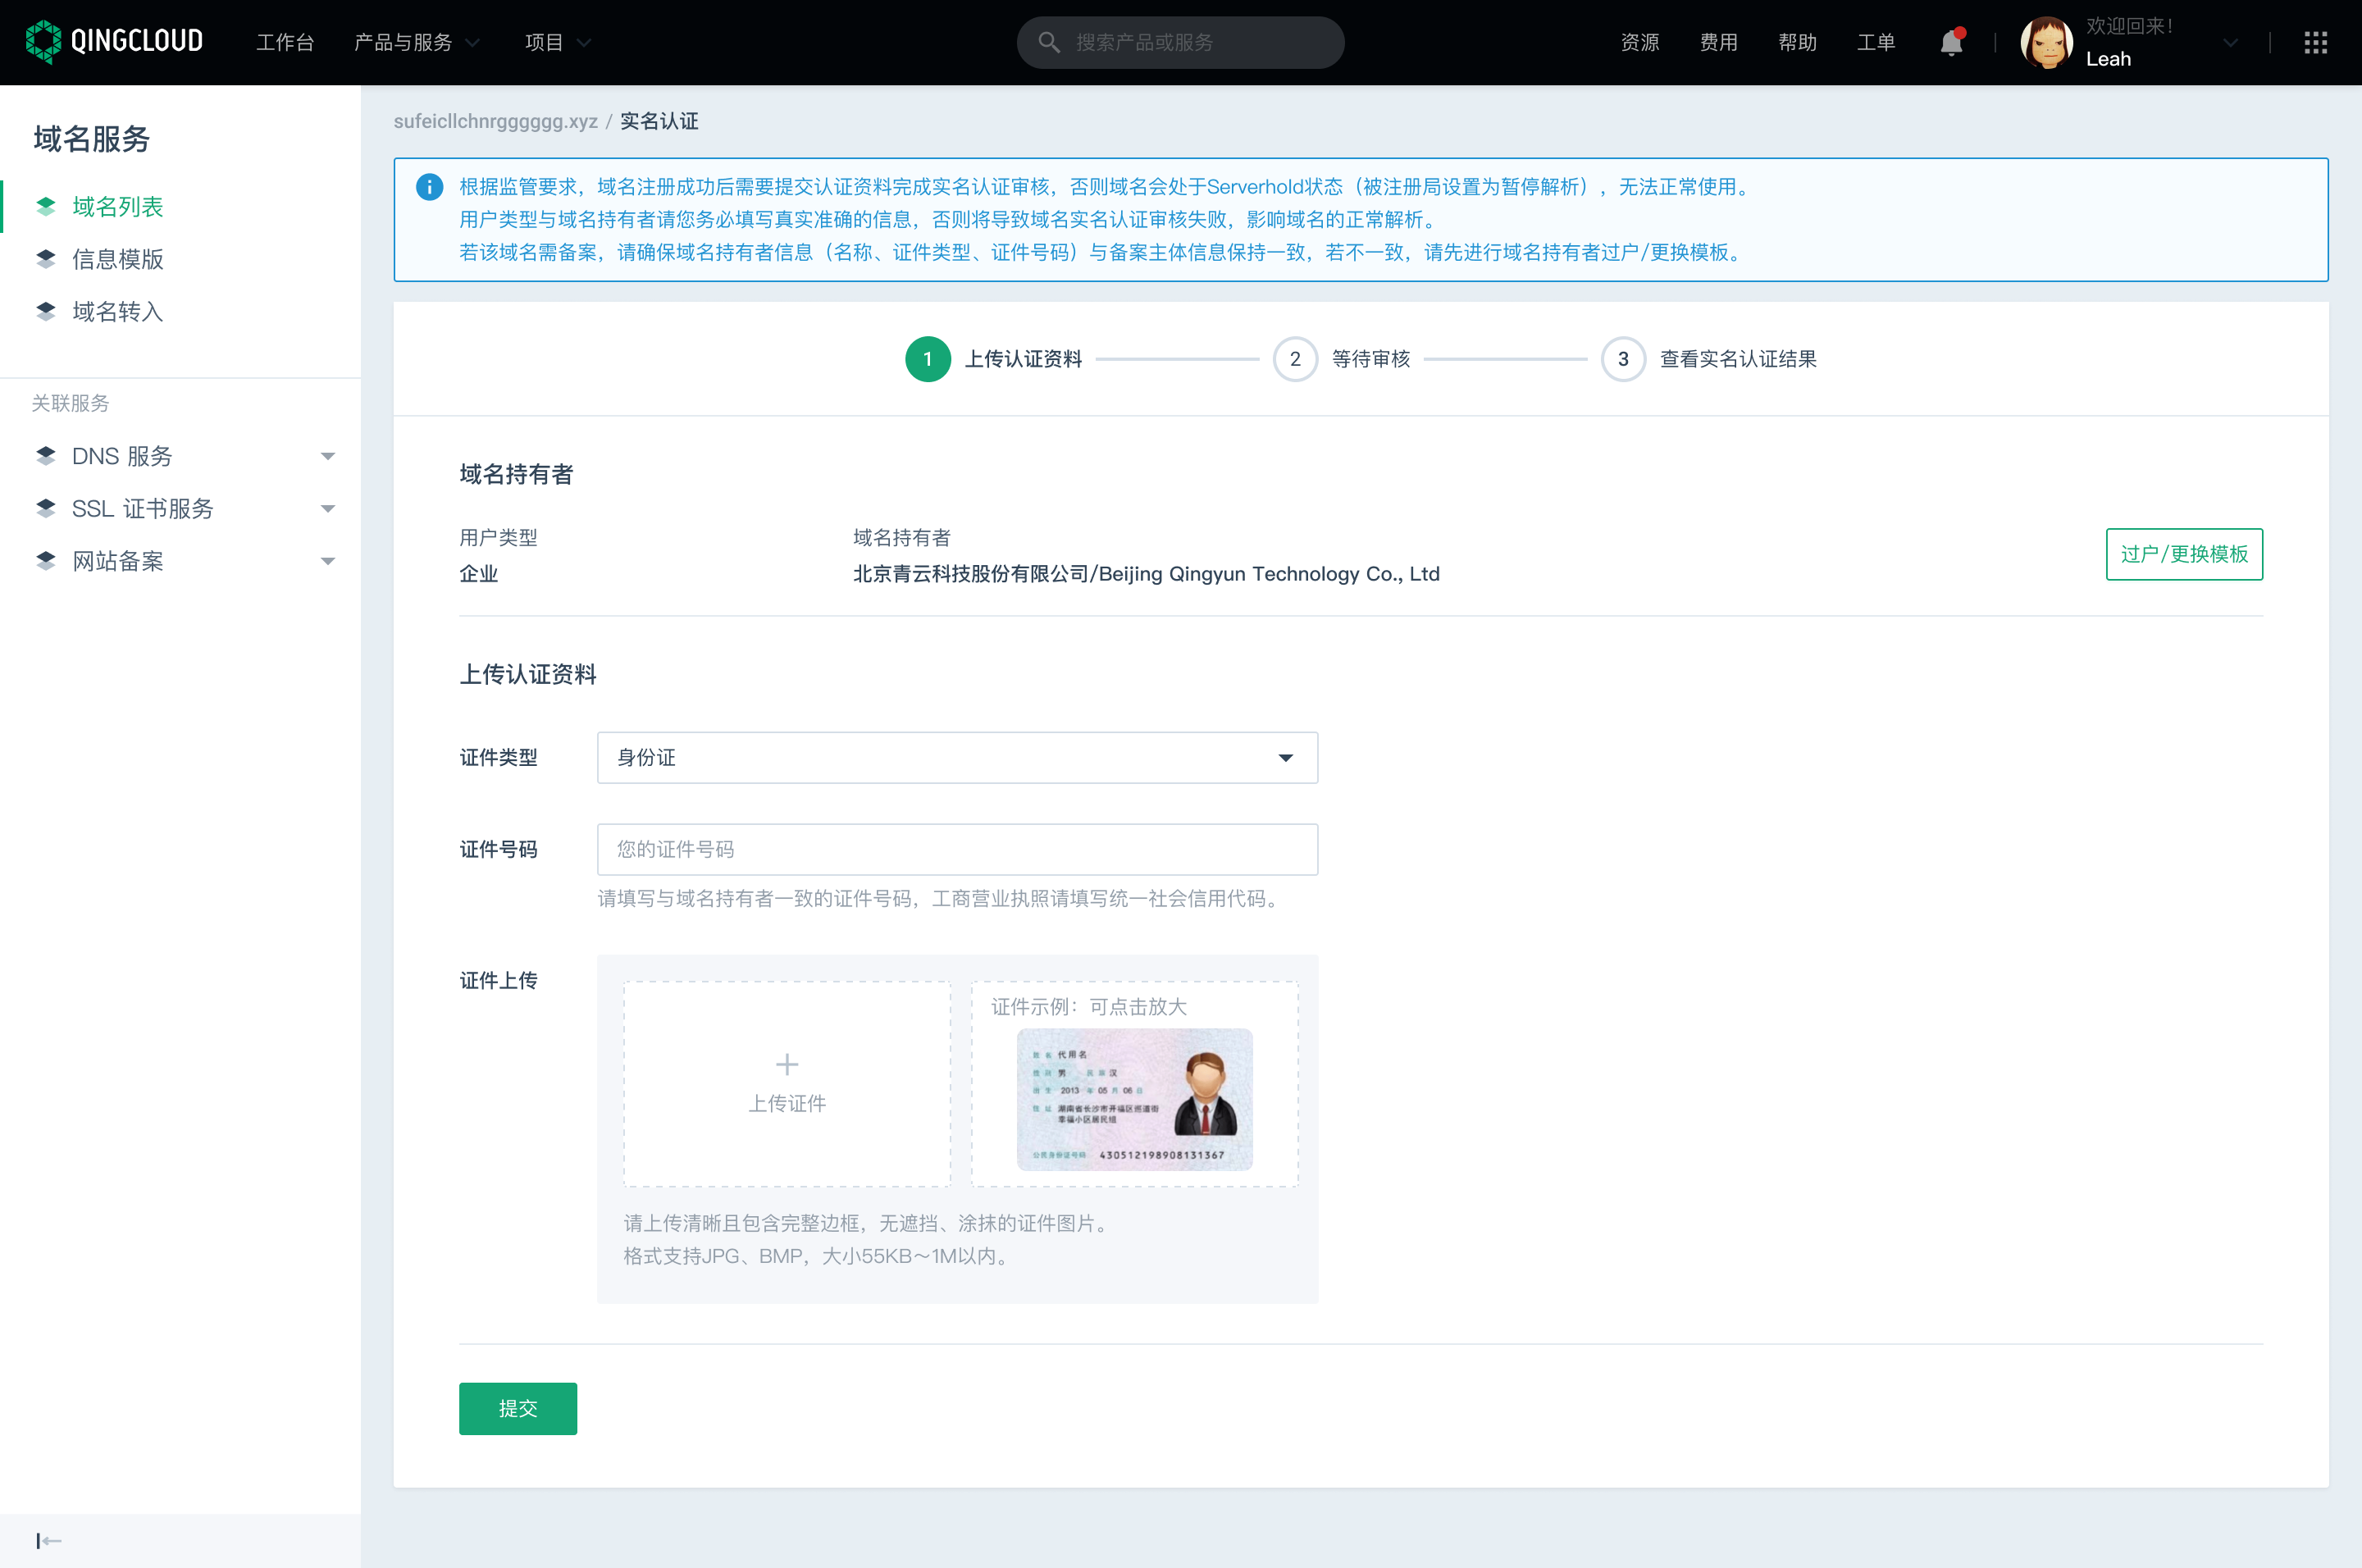 QINGCLOUD
工作台
产品与服务
项目
搜索产品或服务
资源
费用
帮助
工单
欢迎回来！
Leah
域名服务
域名列表
信息模版
域名转入
关联服务
DNS 服务
SSL 证书服务
网站备案
sufeicllchnrgggggg.xyz / 实名认证
根据监管要求，域名注册成功后需要提交认证资料完成实名认证审核，否则域名会处于Serverhold状态（被注册局设置为暂停解析），无法正常使用。
用户类型与域名持有者请您务必填写真实准确的信息，否则将导致域名实名认证审核失败，影响域名的正常解析。
若该域名需备案，请确保域名持有者信息（名称、证件类型、证件号码）与备案主体信息保持一致，若不一致，请先进行域名持有者过户/更换模板。
1 上传认证资料
2 等待审核
3 查看实名认证结果
域名持有者
用户类型
企业
域名持有者
北京青云科技股份有限公司/Beijing Qingyun Technology Co., Ltd
过户/更换模板
上传认证资料
证件类型
身份证
证件号码
您的证件号码
请填写与域名持有者一致的证件号码，工商营业执照请填写统一社会信用代码。
证件上传
上传证件
证件示例：可点击放大
姓名 代用名
性别 男 民族 汉
出生 2013 年 05 月 06 日
住址 湖南省长沙市开福区巡道街
幸福小区居民组
公民身份证号码 430512198908131367
请上传清晰且包含完整边框，无遮挡、涂抹的证件图片。
格式支持JPG、BMP，大小55KB～1M以内。
提交